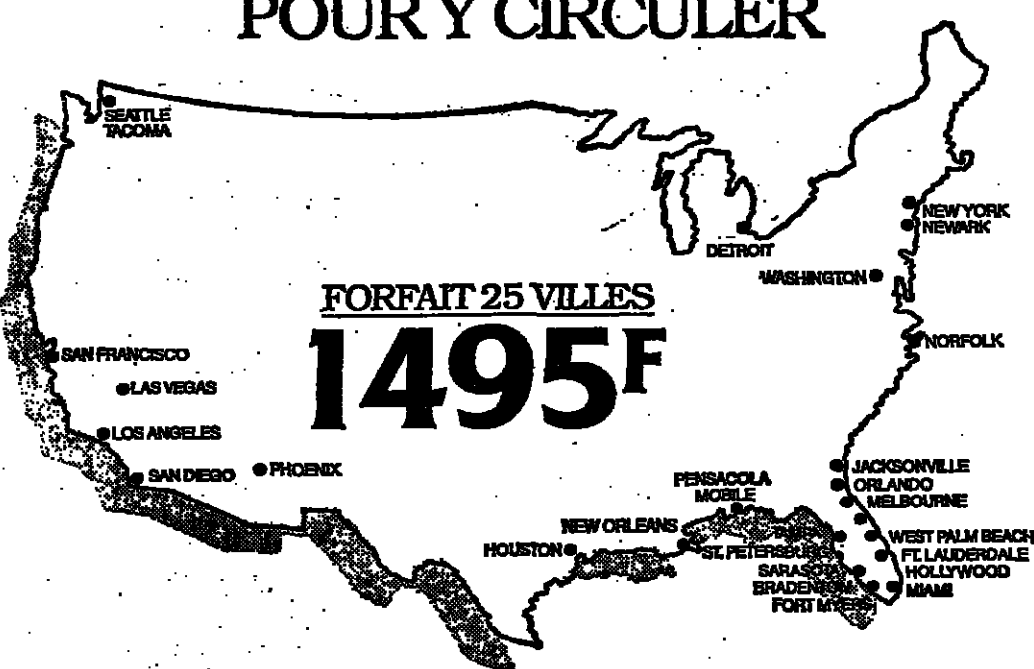 POUR Y CIRCULER
SEATTLE
TACOMA
NEW YORK
NEWARK
DETROIT
WASHINGTON
FORFAIT 25 VILLES
1495F
NORFOLK
SAN FRANCISCO
LAS VEGAS
LOS ANGELES
SAN DIEGO
PHOENIX
JACKSONVILLE
ORLANDO
PENSACOLA
MOBILE
MELBOURNE
NEW ORLEANS
HOUSTON
WEST PALM BEACH
ST. PETERSBURG
FT. LAUDERDALE
SARASOTA
HOLLYWOOD
BRADENTON
MIAMI
FORT MYERS